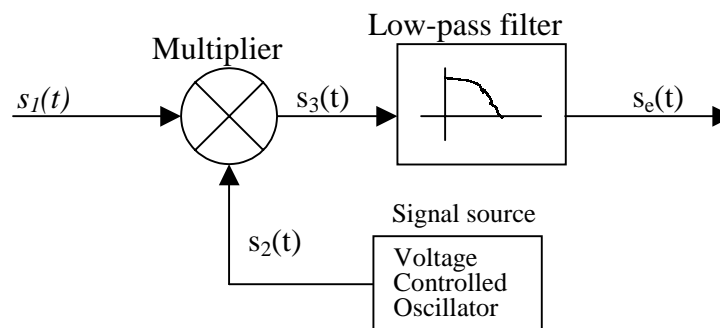 Low-pass filter
Multiplier
s1(t)
s3(t)
se(t)
Signal source
s2(t)
Voltage
Controlled
Oscillator